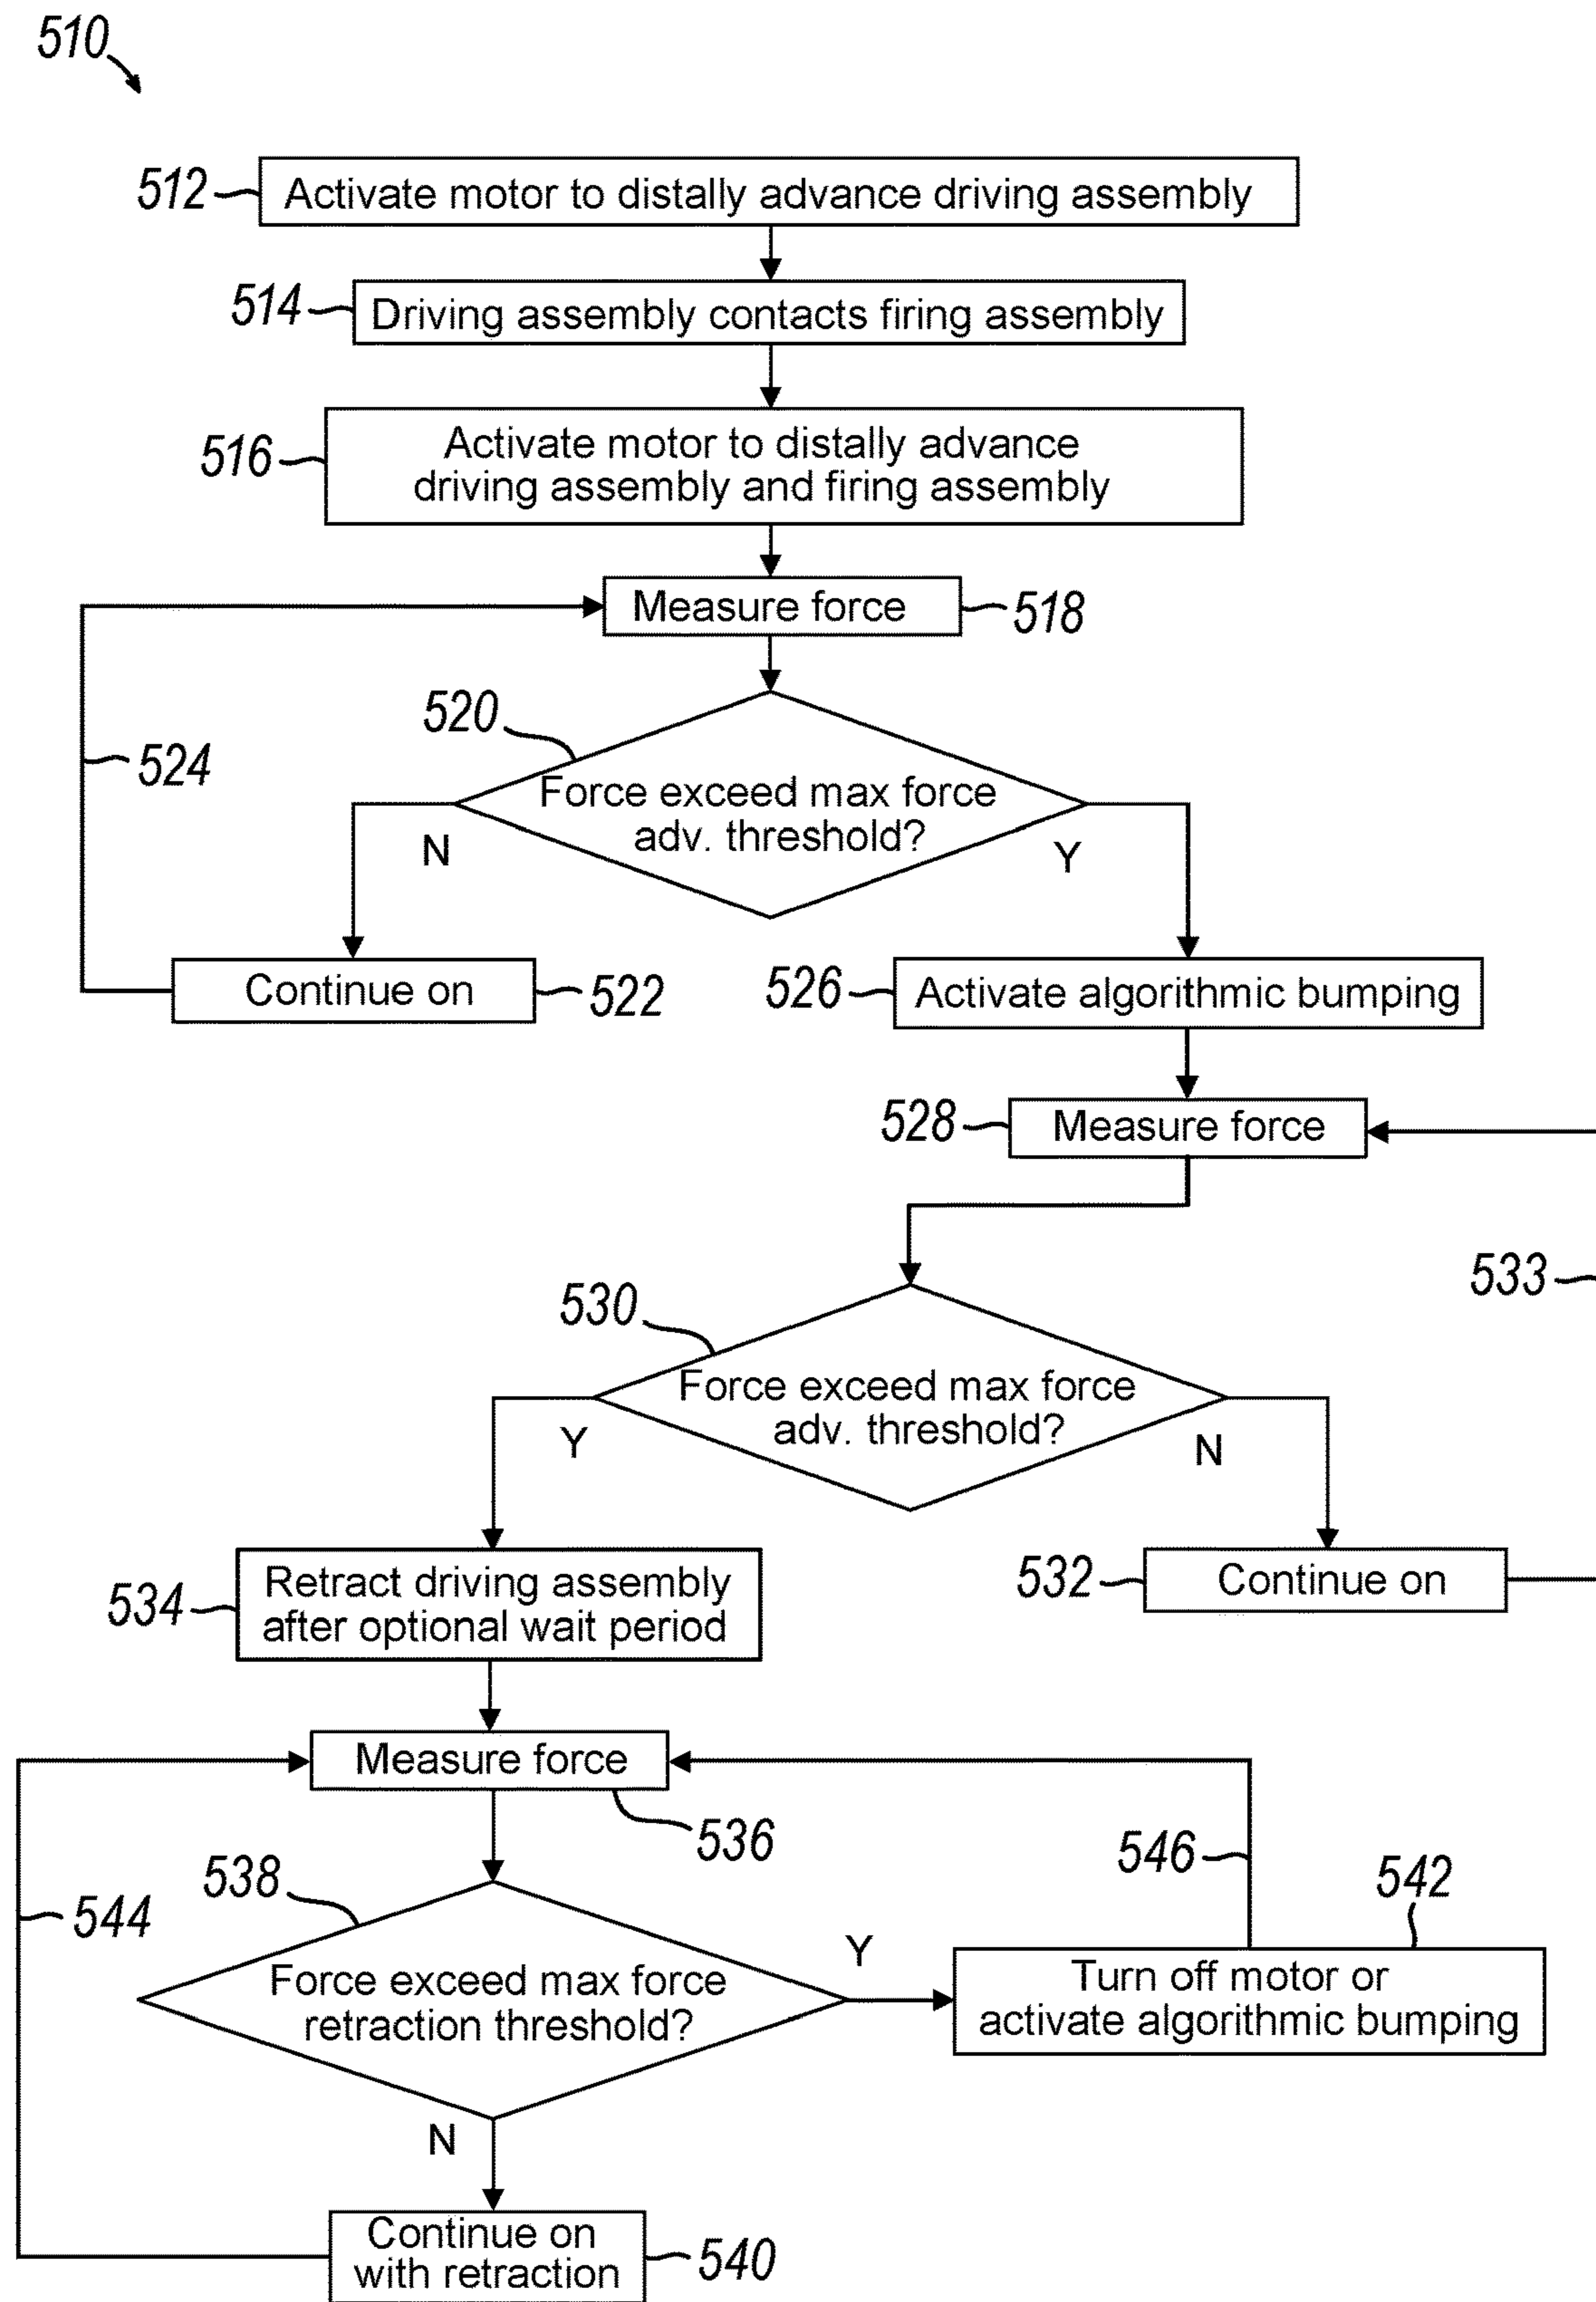 510
512
Activate motor to distally advance driving assembly
514
Driving assembly contacts firing assembly
516
Activate motor to distally advance
driving assembly and firing assembly
Measure force
518
520
524
Force exceed max force
adv. threshold?
N
Y
Continue on
522
526
Activate algorithmic bumping
528
Measure force
533
530
Force exceed max force
adv. threshold?
Y
N
534
Retract driving assembly
after optional wait period
532
Continue on
Measure force
536
546
542
538
544
Force exceed max force
retraction threshold?
Y
Turn off motor or
activate algorithmic bumping
N
Continue on
with retraction
540